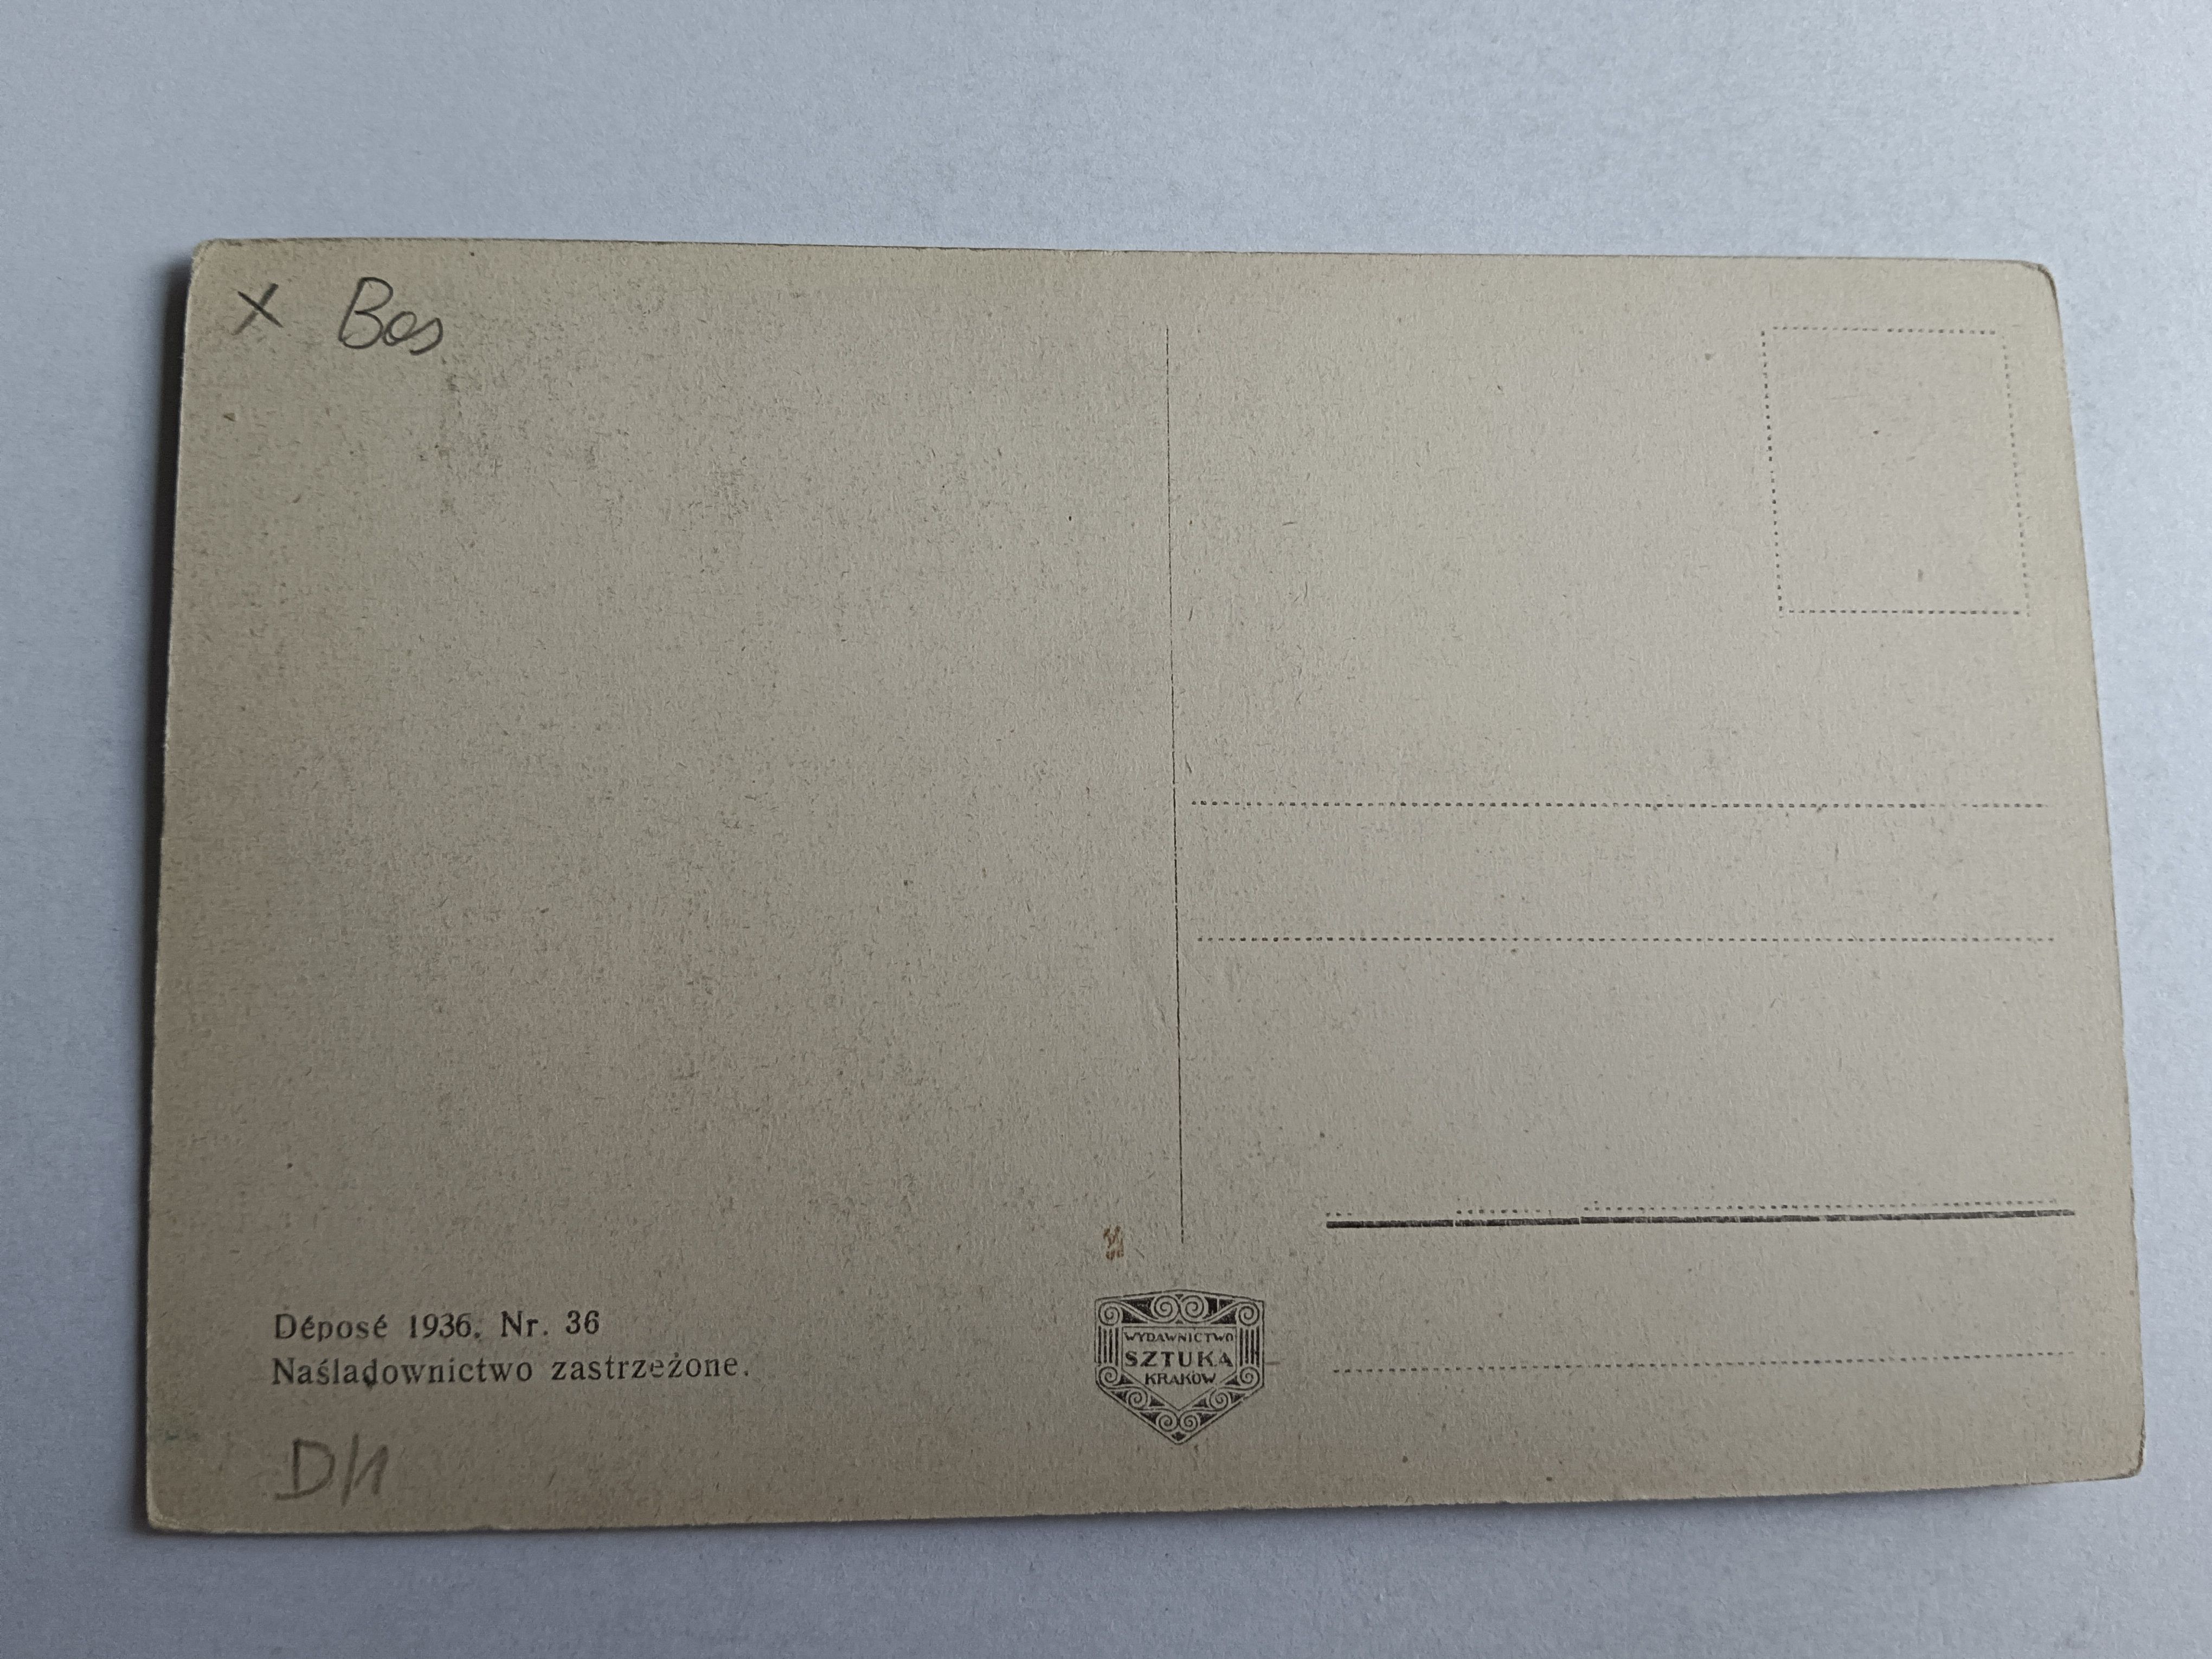 x Bos
Déposé 1936. Nr. 36
Naśladownictwo zastrzeżone.
WYDAWNICTWO
SZTUKA
KRAKÓW
D/1